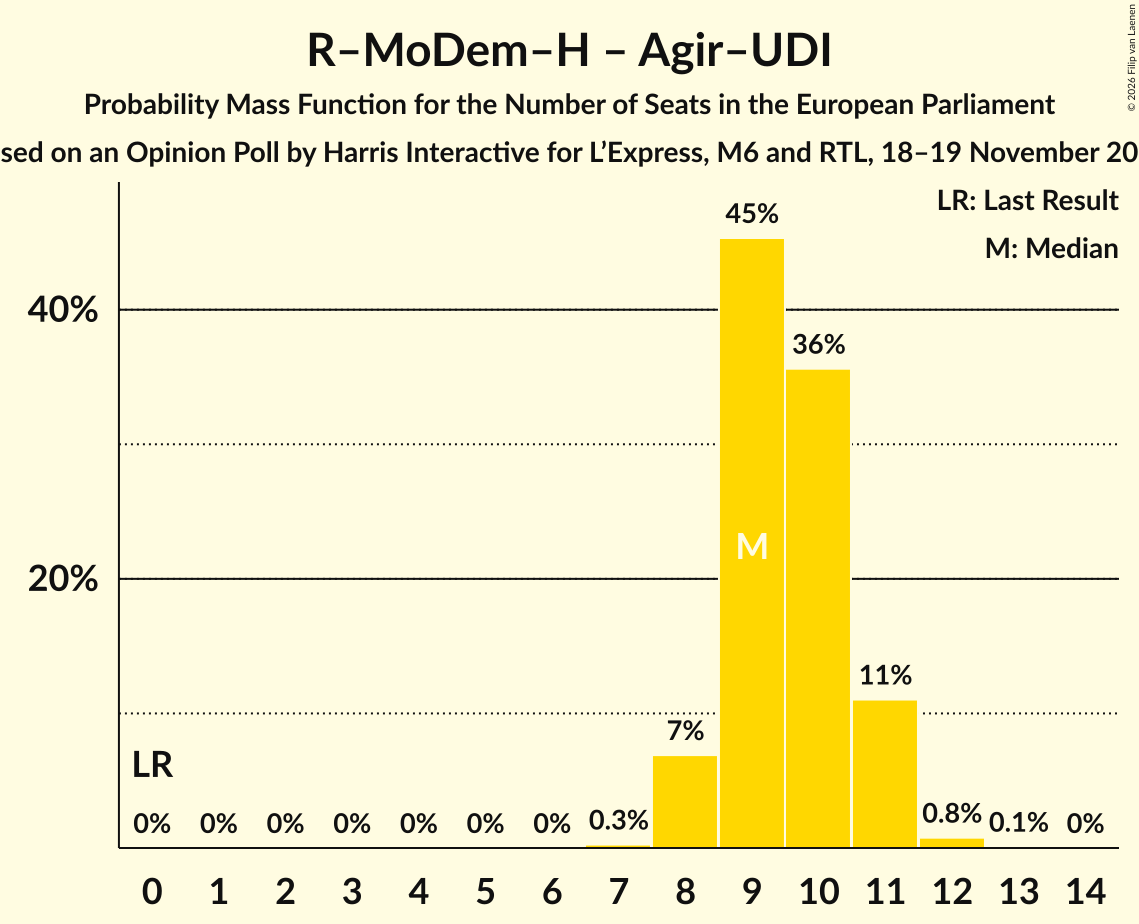 R–MoDem–H – Agir–UDI
Probability Mass Function for the Number of Seats in the European Parliament
sed on an Opinion Poll by Harris Interactive for L’Express, M6 and RTL, 18–19 November 20
© 2026 Filip van Laenen
LR: Last Result
M: Median
45%
40%
36%
M
20%
11%
7%
LR
0% 0% 0% 0% 0% 0% 0% 0.3% 0.8% 0.1% 0%
0 1 2 3 4 5 6 7 8 9 10 11 12 13 14